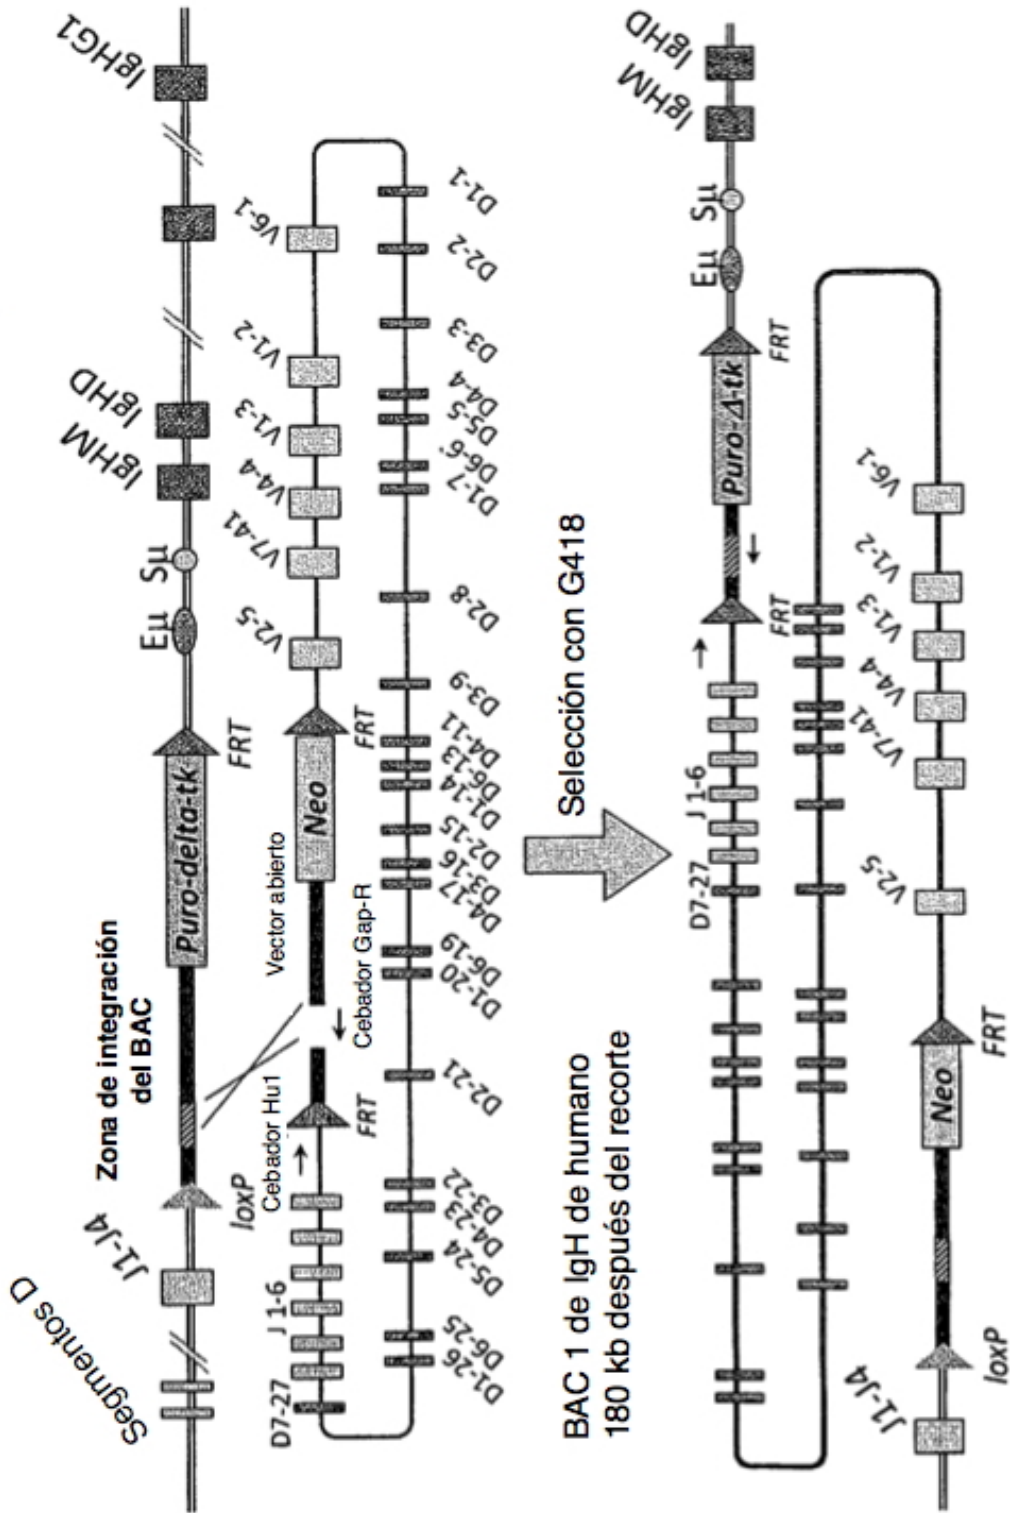 Segmentos D
J1-J4
loxP
Zona de integración
del BAC
Puro-delta-tk
FRT
Eμ
Sμ
IgHM
IgHD
IgHG1
D7-27
J 1-6
Cebador Hu1
FRT
Cebador Gap-R
Vector abierto
Neo
FRT
V2-5
V7-41
V4-4
V1-3
V1-2
V6-1
D1-26
D6-25
D5-24
D4-23
D3-22
D2-21
D1-20
D6-19
D4-17
D3-16
D2-15
D1-14
D6-13
D4-11
D3-9
D2-8
D1-7
D6-6
D5-5
D4-4
D3-3
D2-2
D1-1
BAC 1 de IgH de humano
180 kb después del recorte
Selección con G418
D7-27
J 1-6
FRT
Puro-Δ-tk
FRT
Eμ
Sμ
IgHM
IgHD
J1-J4
loxP
Neo
FRT
V2-5
V7-41
V4-4
V1-3
V1-2
V6-1